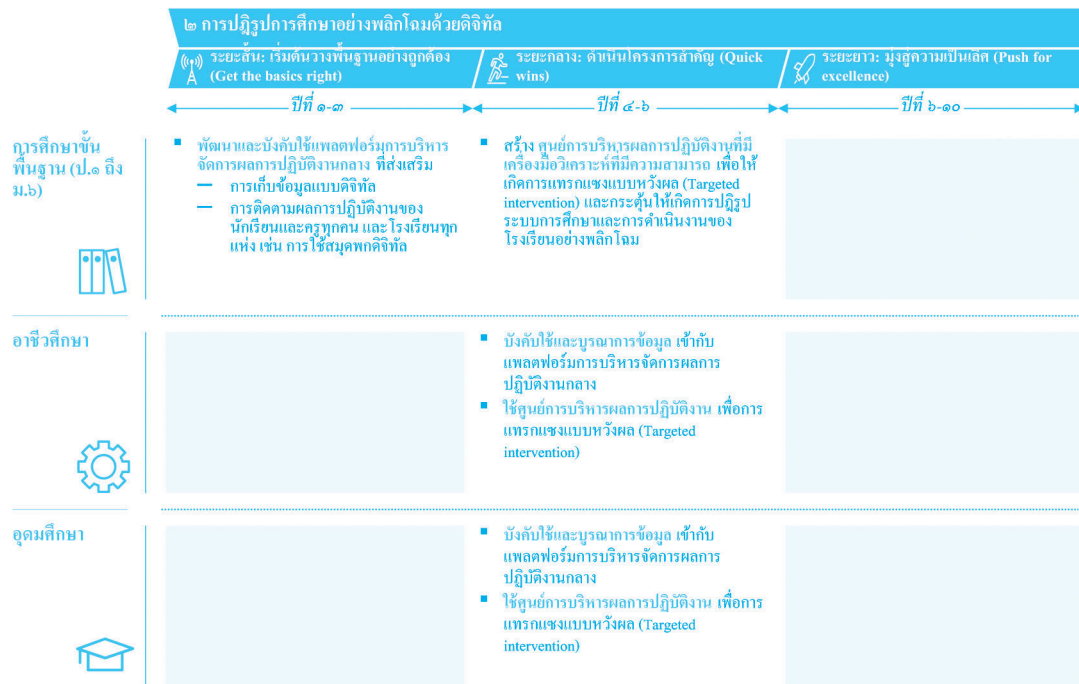 ๒ การปฎิรูปการศึกษาอย่างพลิกโฉมด้วยดิจิทัล
ระยะสั้น: เริ่มต้นวางพื้นฐานอย่างถูกต้อง
(Get the basics right)
ระยะกลาง: ดำเนินโครงการสำคัญ (Quick
wins)
ระยะยาว: มุ่งสู่ความเป็นเลิศ (Push for
excellence)
ปีที่ ๑-๓
ปีที่ ๔-๖
ปีที่ ๖-๑๐
การศึกษาขั้น
พื้นฐาน (ป.๑ ถึง
ม.๖)
▪ พัฒนาและบังคับใช้แพลตฟอร์มการบริหาร
จัดการผลการปฏิบัติงานกลาง ที่ส่งเสริม
— การเก็บข้อมูลแบบดิจิทัล
— การติดตามผลการปฏิบัติงานของ
นักเรียนและครูทุกคน และโรงเรียนทุก
แห่ง เช่น การใช้สมุดพกดิจิทัล
▪ สร้าง ศูนย์การบริหารผลการปฏิบัติงานที่มี
เครื่องมือวิเคราะห์ที่มีความสามารถ เพื่อให้
เกิดการแทรกแซงแบบหวังผล (Targeted
intervention) และกระตุ้นให้เกิดการปฎิรูป
ระบบการศึกษาและการดำเนินงานของ
โรงเรียนอย่างพลิกโฉม
อาชีวศึกษา
▪ บังคับใช้และบูรณาการข้อมูล เข้ากับ
แพลตฟอร์มการบริหารจัดการผลการ
ปฏิบัติงานกลาง
▪ ใช้ศูนย์การบริหารผลการปฏิบัติงาน เพื่อการ
แทรกแซงแบบหวังผล (Targeted
intervention)
อุดมศึกษา
▪ บังคับใช้และบูรณาการข้อมูล เข้ากับ
แพลตฟอร์มการบริหารจัดการผลการ
ปฏิบัติงานกลาง
▪ ใช้ศูนย์การบริหารผลการปฏิบัติงาน เพื่อการ
แทรกแซงแบบหวังผล (Targeted
intervention)